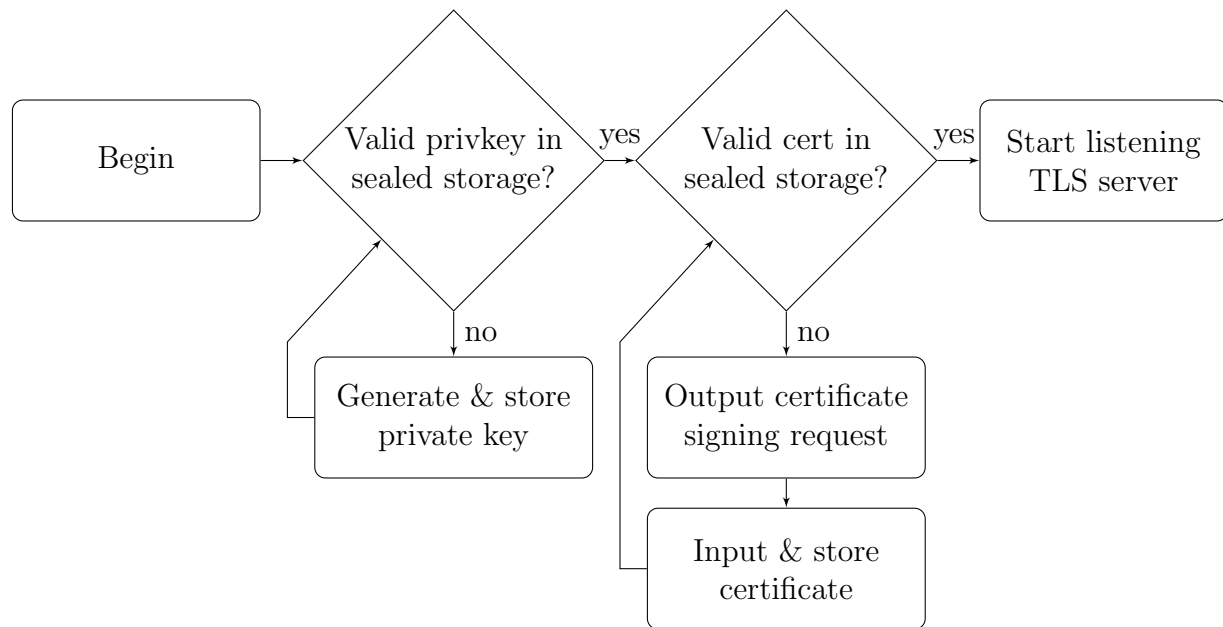 Begin
Valid privkey in
sealed storage?
yes
Valid cert in
sealed storage?
yes
Start listening
TLS server
no
Generate & store
private key
no
Output certificate
signing request
Input & store
certificate